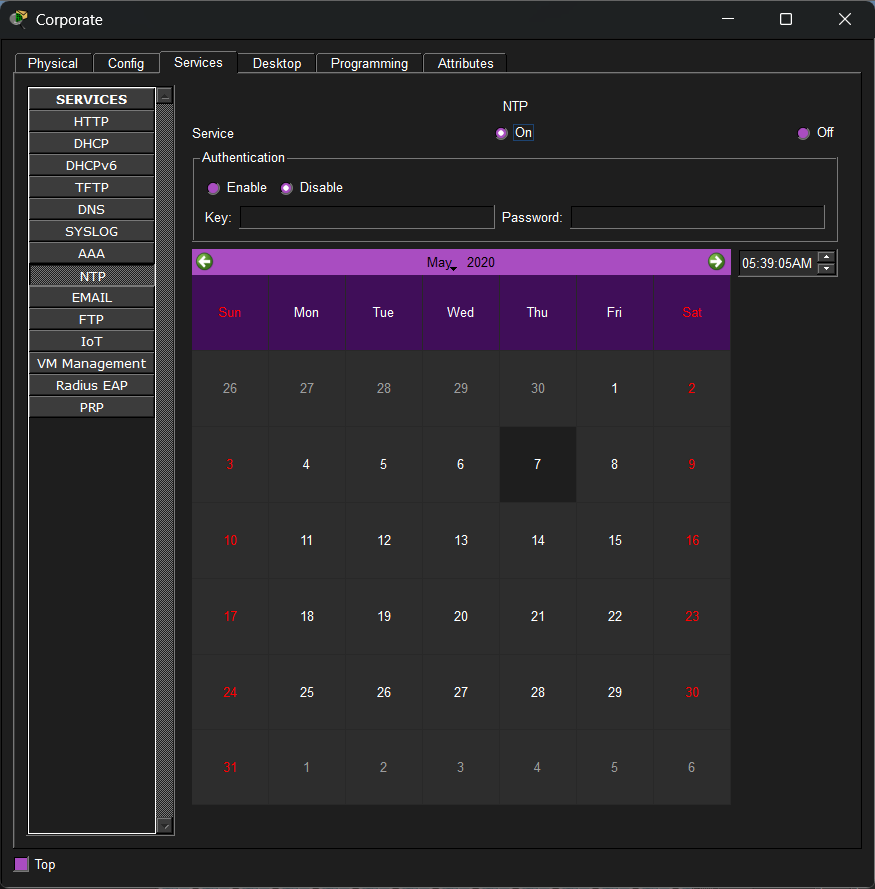 Corporate
Physical Config Services Desktop Programming Attributes
SERVICES
HTTP
DHCP
DHCPv6
TFTP
DNS
SYSLOG
AAA
NTP
EMAIL
FTP
IoT
VM Management
Radius EAP
PRP
NTP
Service On Off
Authentication
Enable Disable
Key: Password:
May 2020 05:39:05AM
Sun Mon Tue Wed Thu Fri Sat
26 27 28 29 30 1 2
3 4 5 6 7 8 9
10 11 12 13 14 15 16
17 18 19 20 21 22 23
24 25 26 27 28 29 30
31 1 2 3 4 5 6
Top